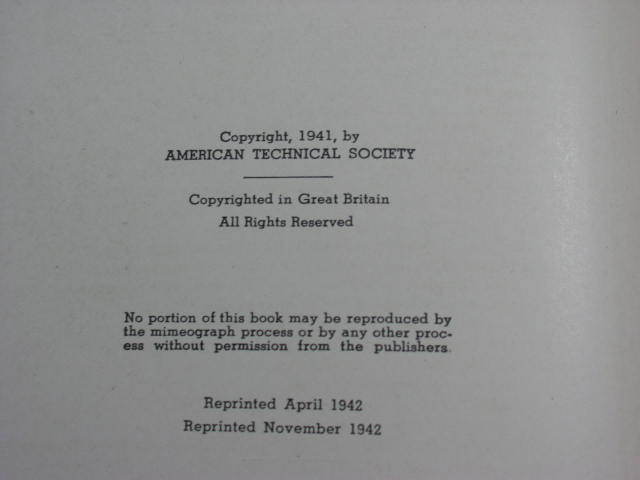 Copyright, 1941, by
AMERICAN TECHNICAL SOCIETY
Copyrighted in Great Britain
All Rights Reserved
No portion of this book may be reproduced by
the mimeograph process or by any other proc-
ess without permission from the publishers.
Reprinted April 1942
Reprinted November 1942